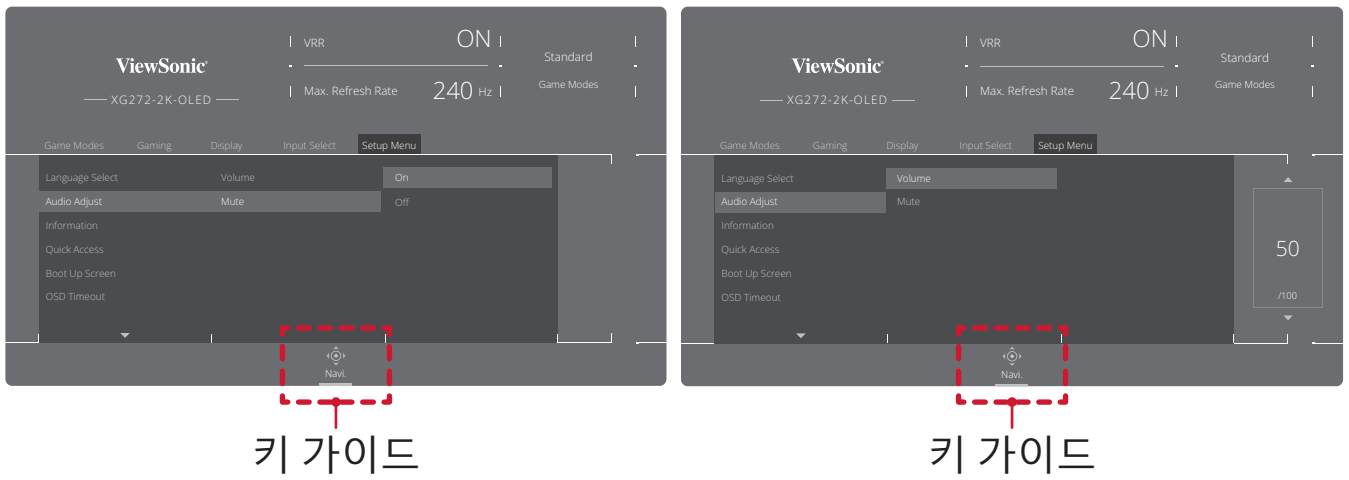 ViewSonic
XG272-2K-OLED
VRR ON
Max. Refresh Rate 240 Hz
Standard
Game Modes
Game Modes Gaming Display Input Select Setup Menu
Language Select Volume On
Audio Adjust Mute Off
Information
Quick Access
Boot Up Screen
OSD Timeout
Navi.
키 가이드
ViewSonic
XG272-2K-OLED
VRR ON
Max. Refresh Rate 240 Hz
Standard
Game Modes
Game Modes Gaming Display Input Select Setup Menu
Language Select Volume
Audio Adjust Mute
Information
Quick Access
Boot Up Screen
OSD Timeout
50
/100
Navi.
키 가이드